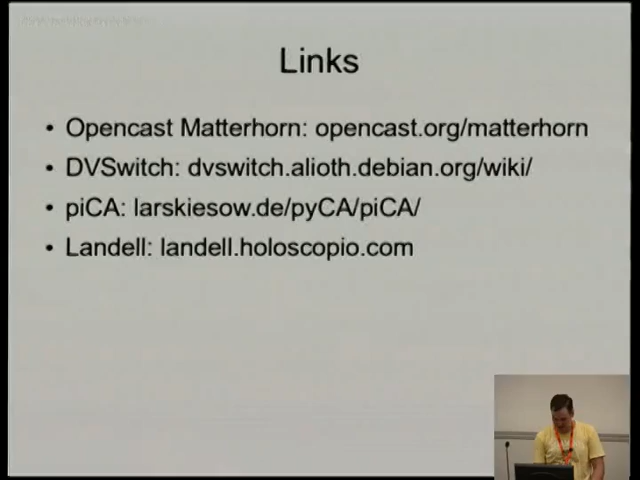 Links
• Opencast Matterhorn: opencast.org/matterhorn
• DVSwitch: dvswitch.alioth.debian.org/wiki/
• piCA: larskiesow.de/pyCA/piCA/
• Landell: landell.holoscopio.com